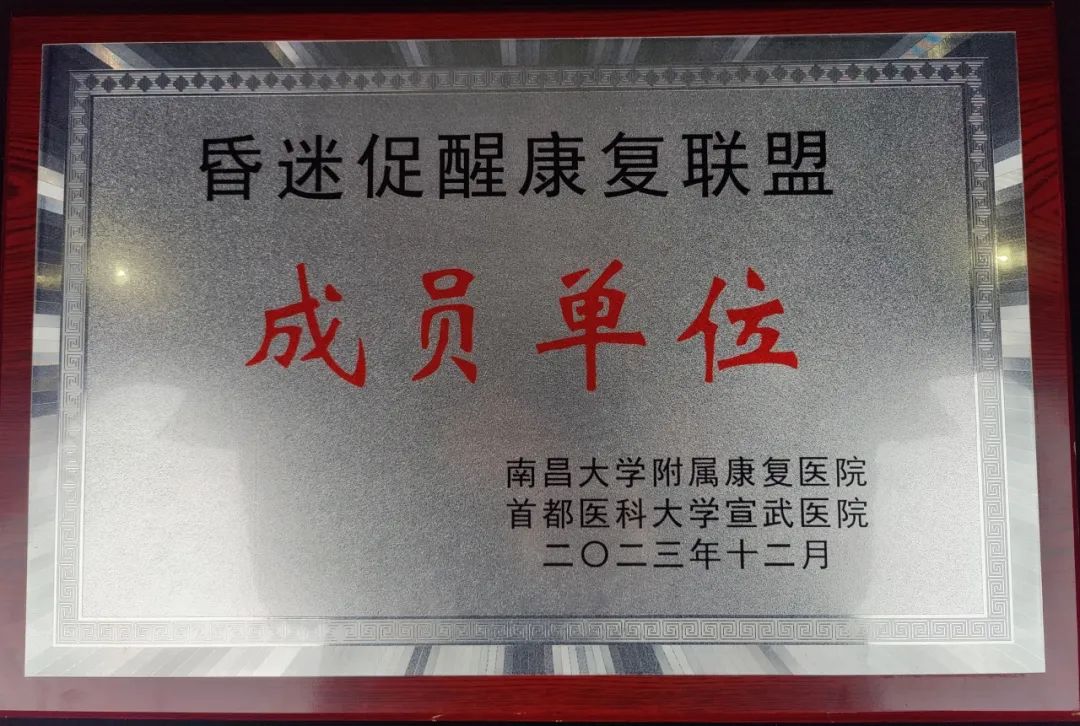 昏迷促醒康复联盟
成员单位
南昌大学附属康复医院
首都医科大学宣武医院
二〇二三年十二月